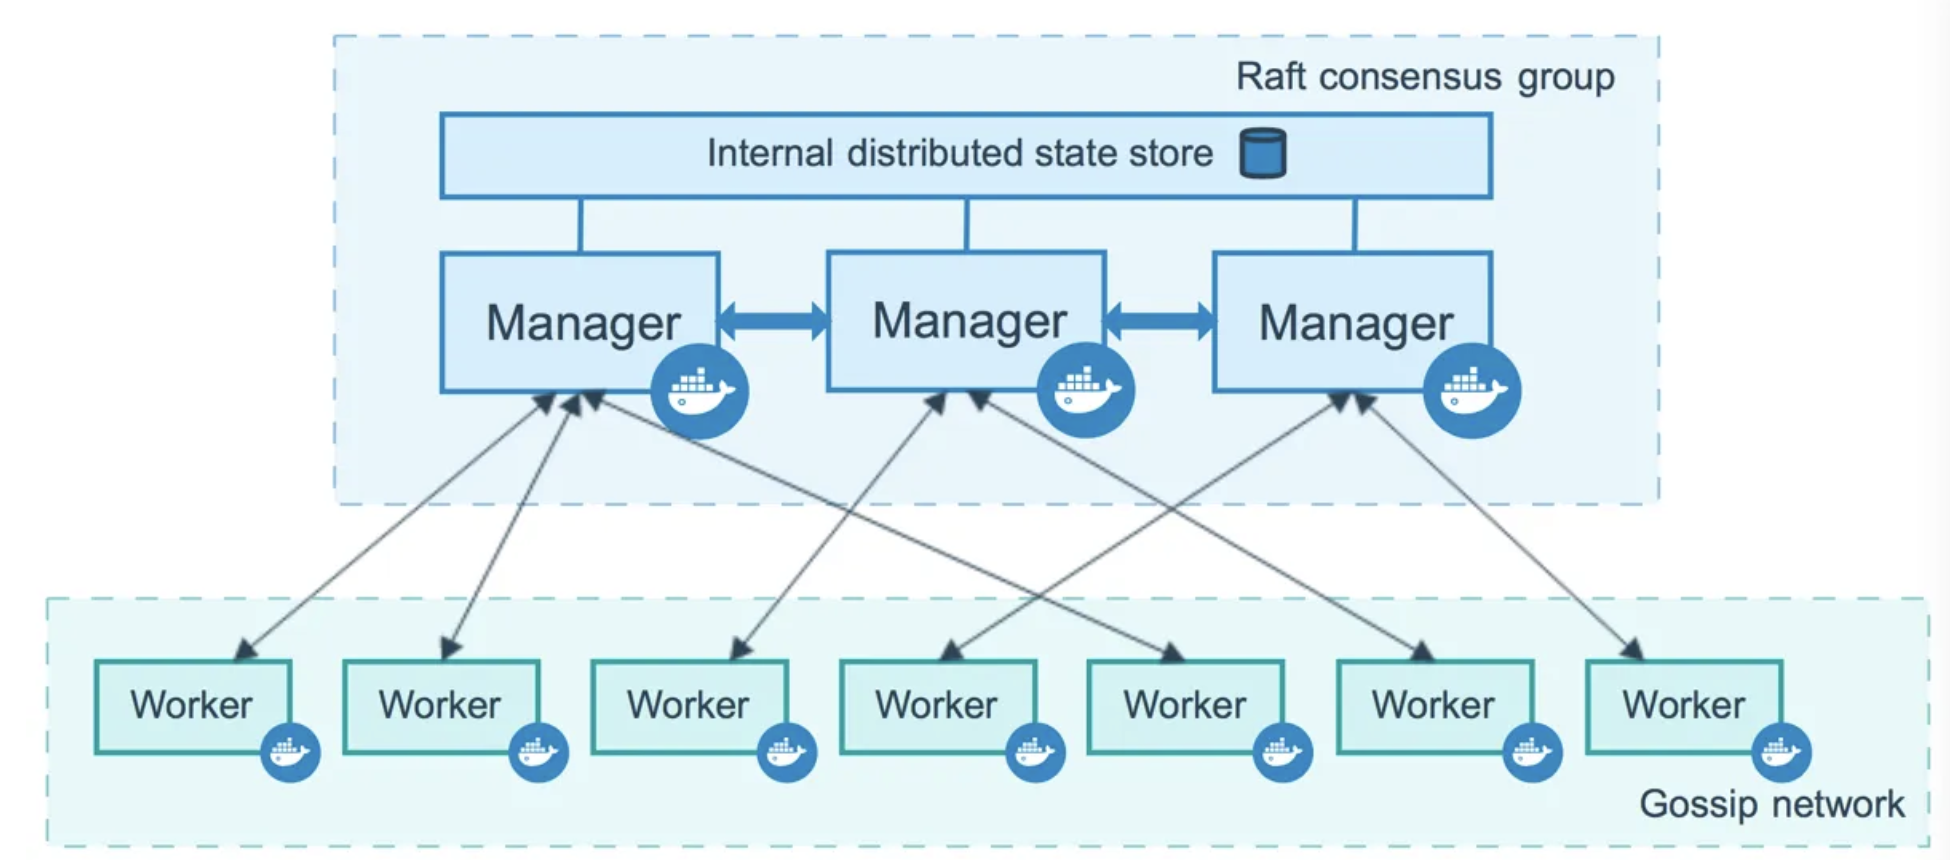 Raft consensus group
Internal distributed state store
Manager
Manager
Manager
Worker
Worker
Worker
Worker
Worker
Worker
Worker
Gossip network